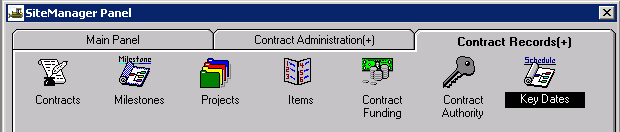 SiteManager Panel
Main Panel Contract Administration(+) Contract Records(+)
Milestone Schedule
Contracts Milestones Projects Items Contract Funding Contract Authority Key Dates